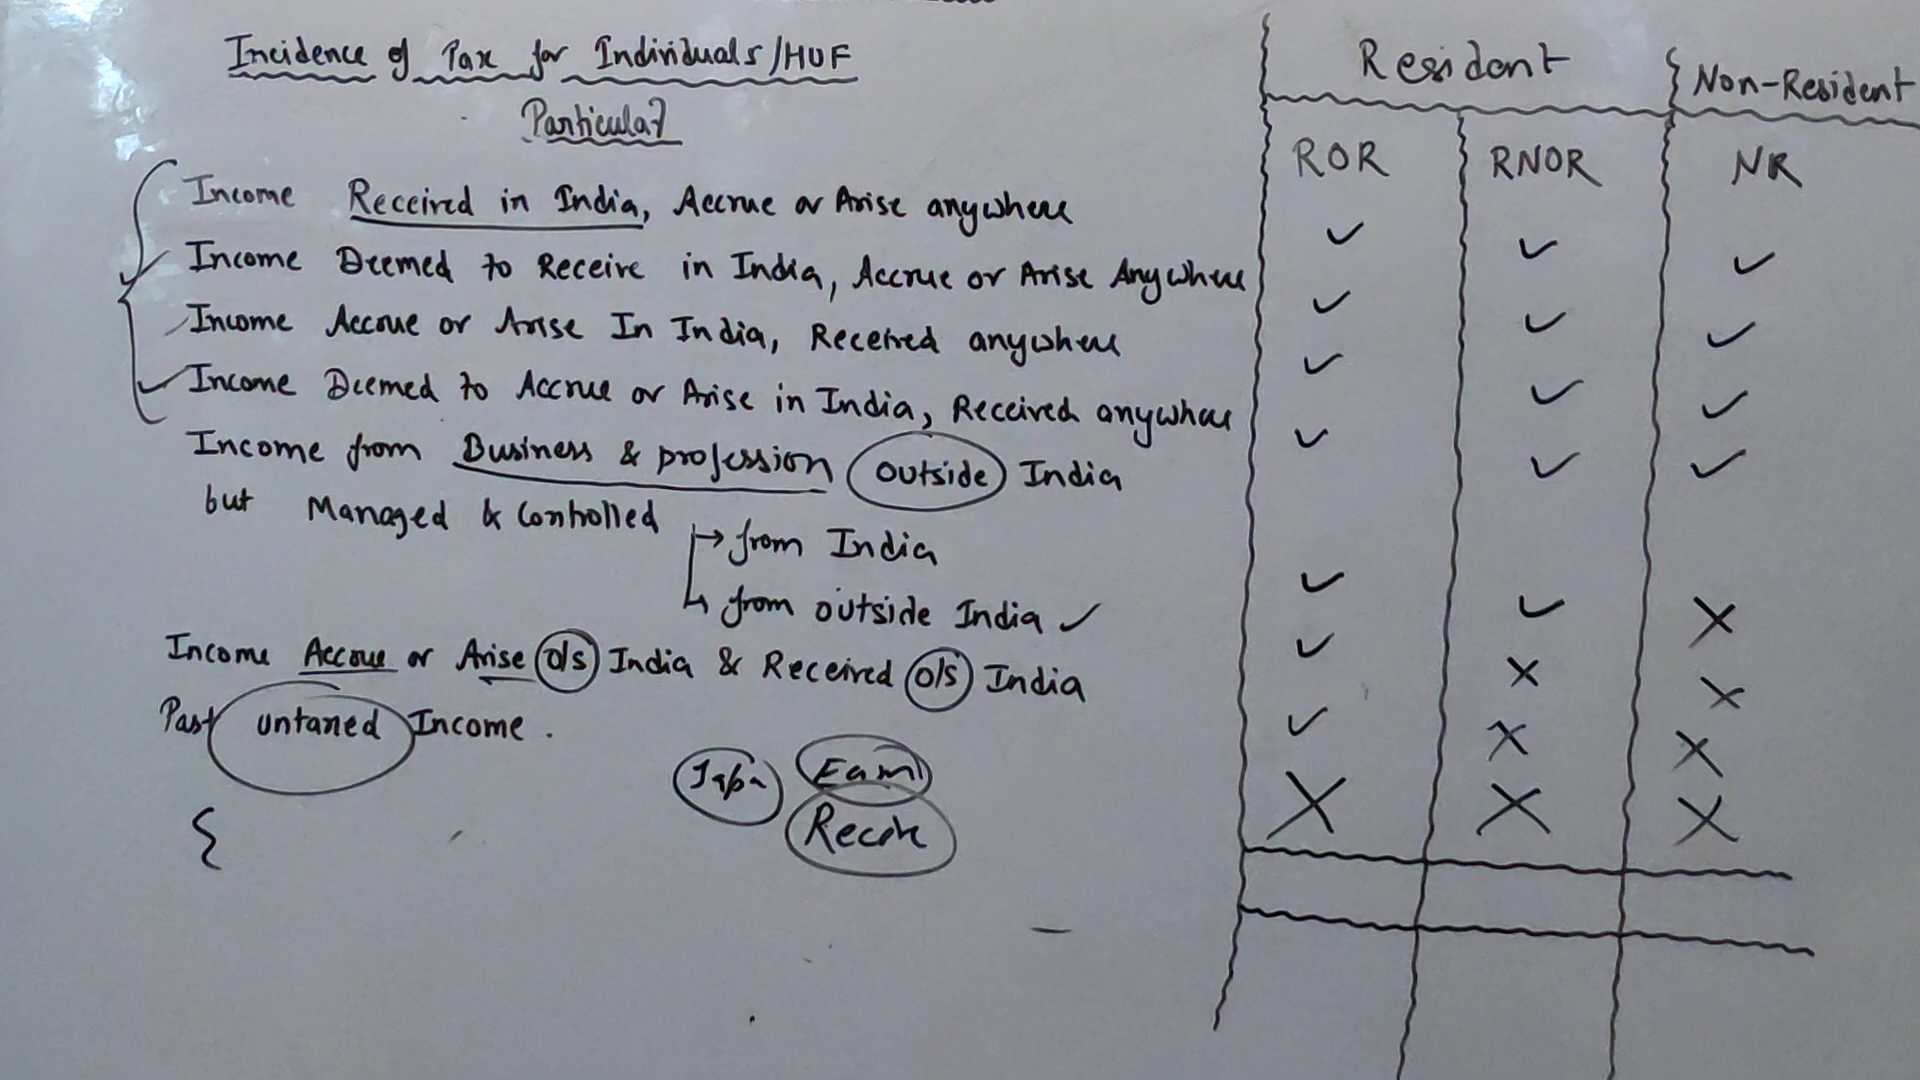 Incidence of Tax for Individuals/HUF
Particular
Resident
Non-Resident
ROR RNOR NR
Income Received in India, Accrue or Arise anywhere ✓ ✓ ✓
Income Deemed to Receive in India, Accrue or Arise Anywhere ✓ ✓ ✓
Income Accrue or Arise In India, Received anywhere ✓ ✓ ✓
Income Deemed to Accrue or Arise in India, Received anywhere ✓ ✓ ✓
Income from Business & profession outside India
but Managed & Controlled
→ from India ✓ ✓ ×
↳ from outside India ✓ ✓ × ×
Income Accrue or Arise o/s India & Received o/s India ✓ × ×
Past untaxed Income. × × ×
Earn